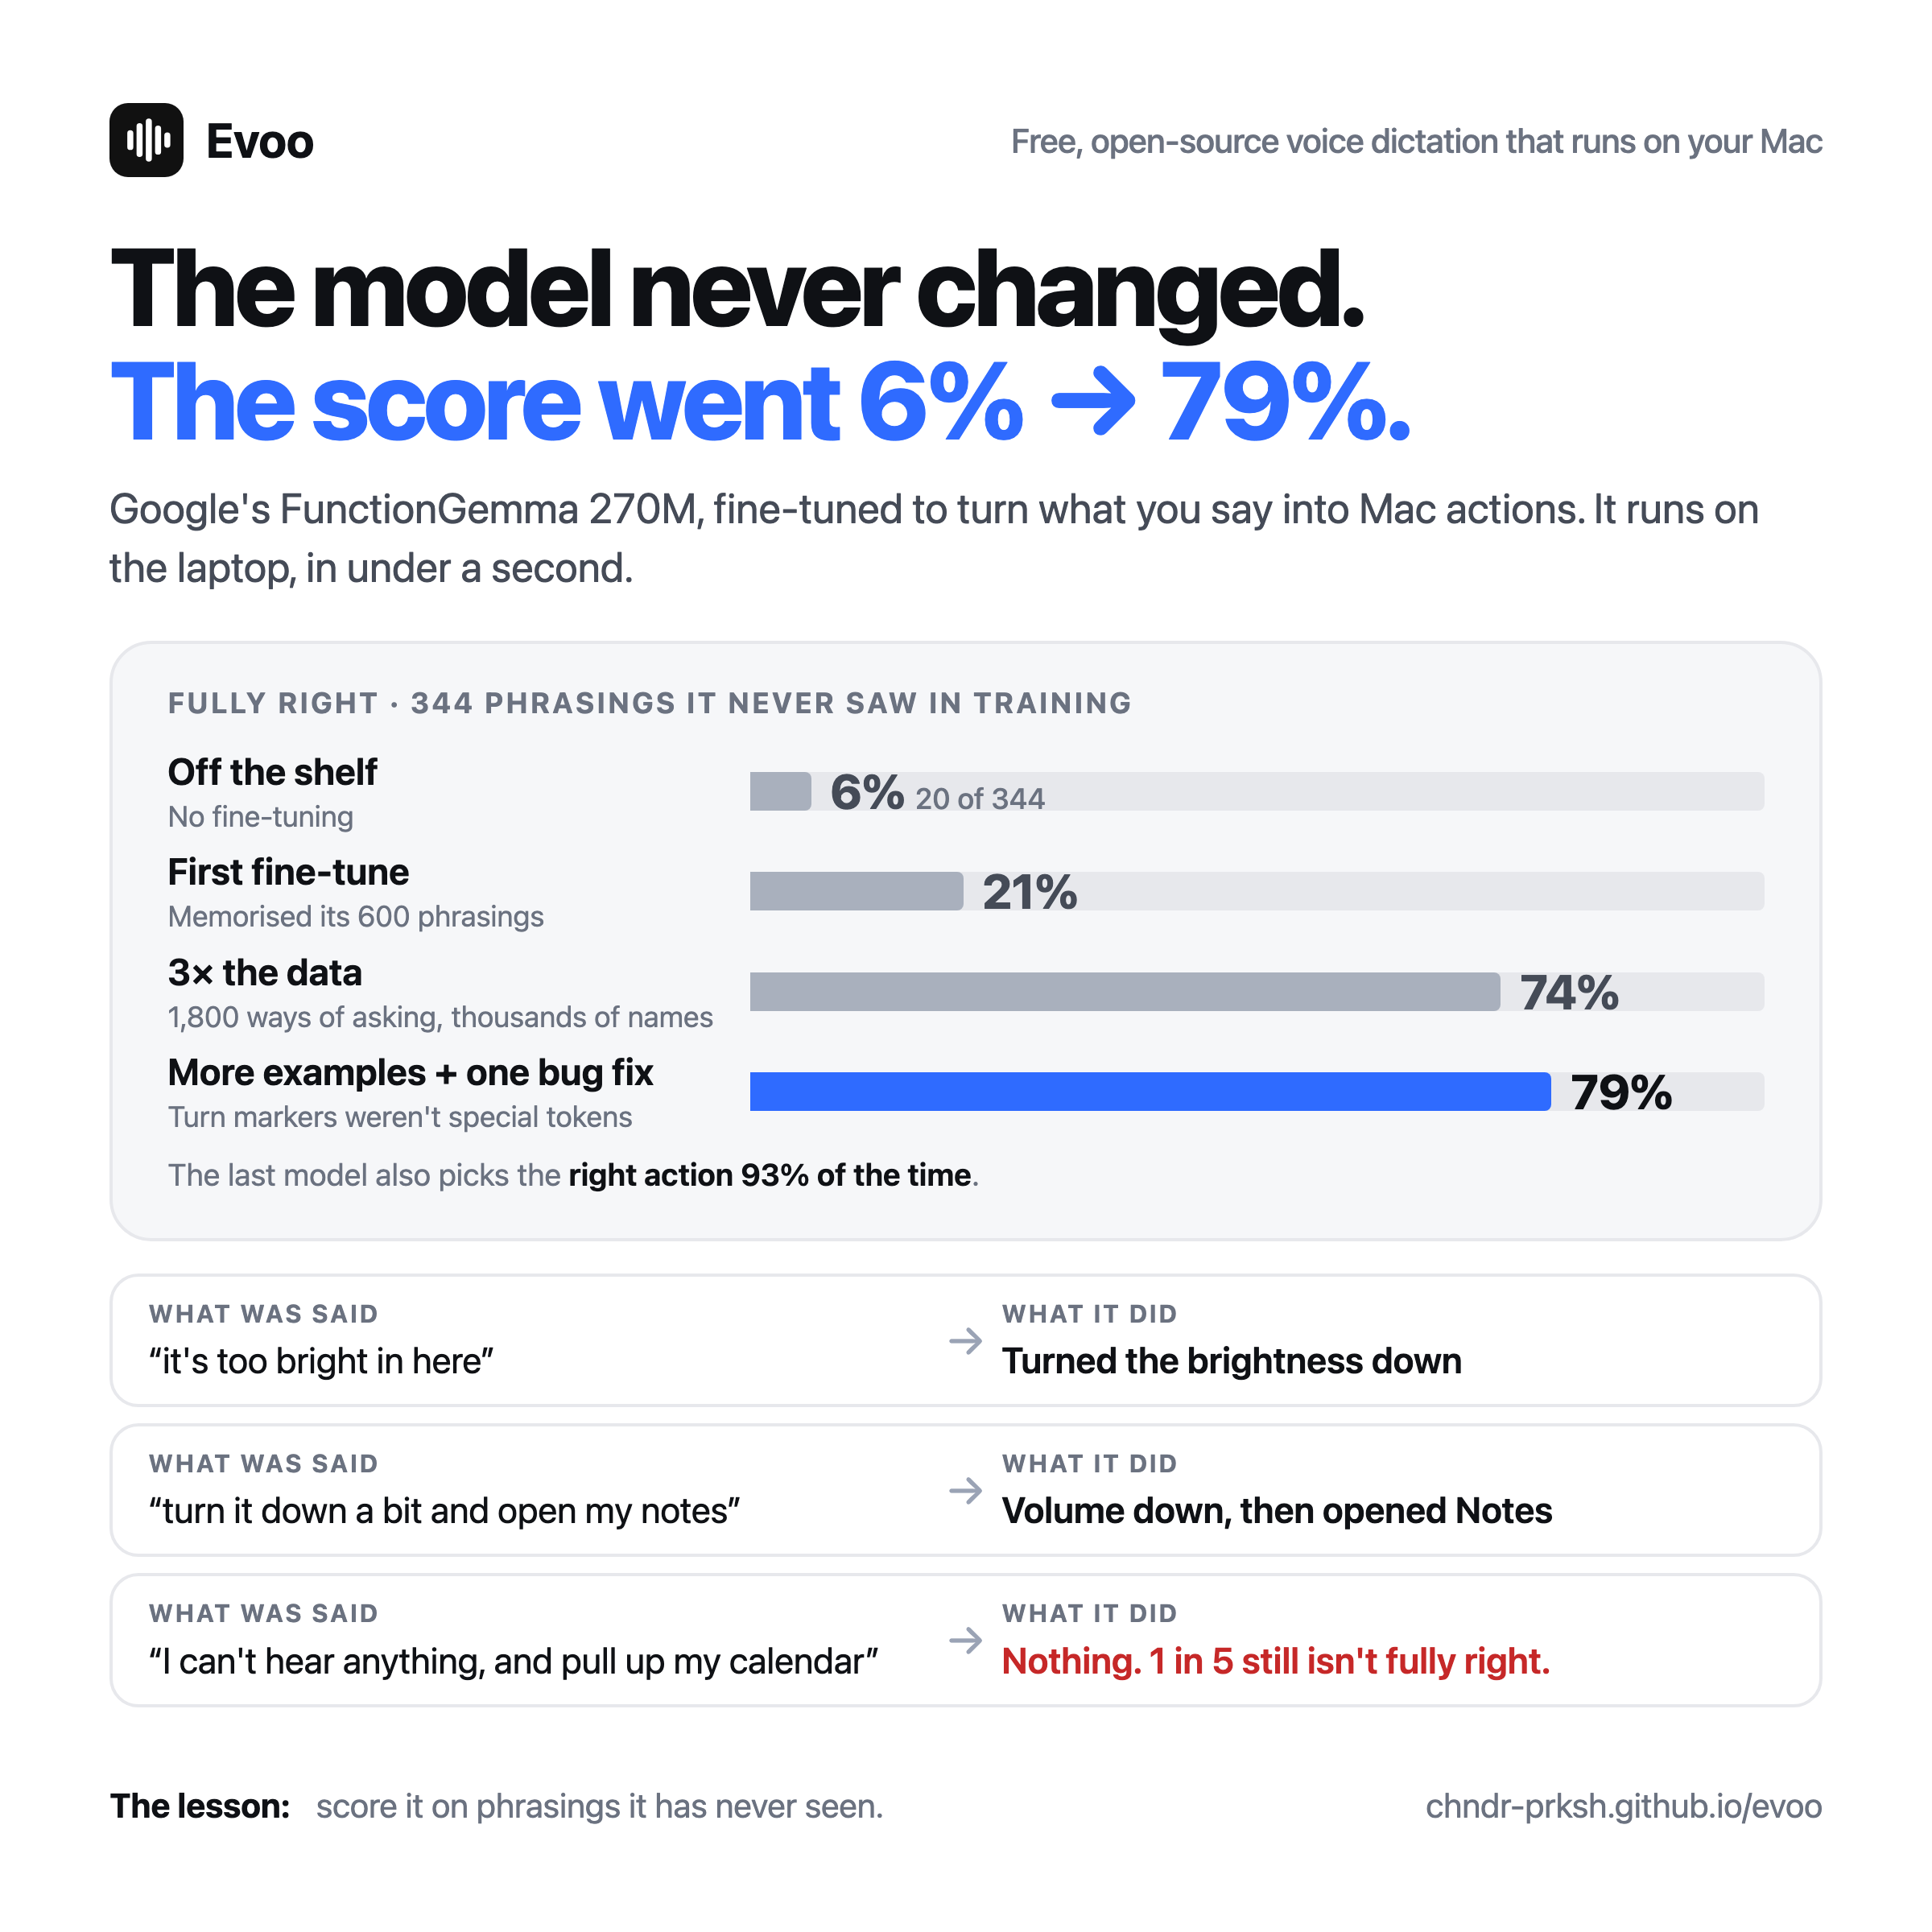 Evoo
Free, open-source voice dictation that runs on your Mac
The model never changed.
The score went 6% → 79%.
Google's FunctionGemma 270M, fine-tuned to turn what you say into Mac actions. It runs on
the laptop, in under a second.
FULLY RIGHT · 344 PHRASINGS IT NEVER SAW IN TRAINING
Off the shelf
No fine-tuning
6% 20 of 344
First fine-tune
Memorised its 600 phrasings
21%
3× the data
1,800 ways of asking, thousands of names
74%
More examples + one bug fix
Turn markers weren't special tokens
79%
The last model also picks the right action 93% of the time.
WHAT WAS SAID
“it's too bright in here”
→
WHAT IT DID
Turned the brightness down
WHAT WAS SAID
“turn it down a bit and open my notes”
→
WHAT IT DID
Volume down, then opened Notes
WHAT WAS SAID
“I can't hear anything, and pull up my calendar”
→
WHAT IT DID
Nothing. 1 in 5 still isn't fully right.
The lesson: score it on phrasings it has never seen.
chndr-prksh.github.io/evoo